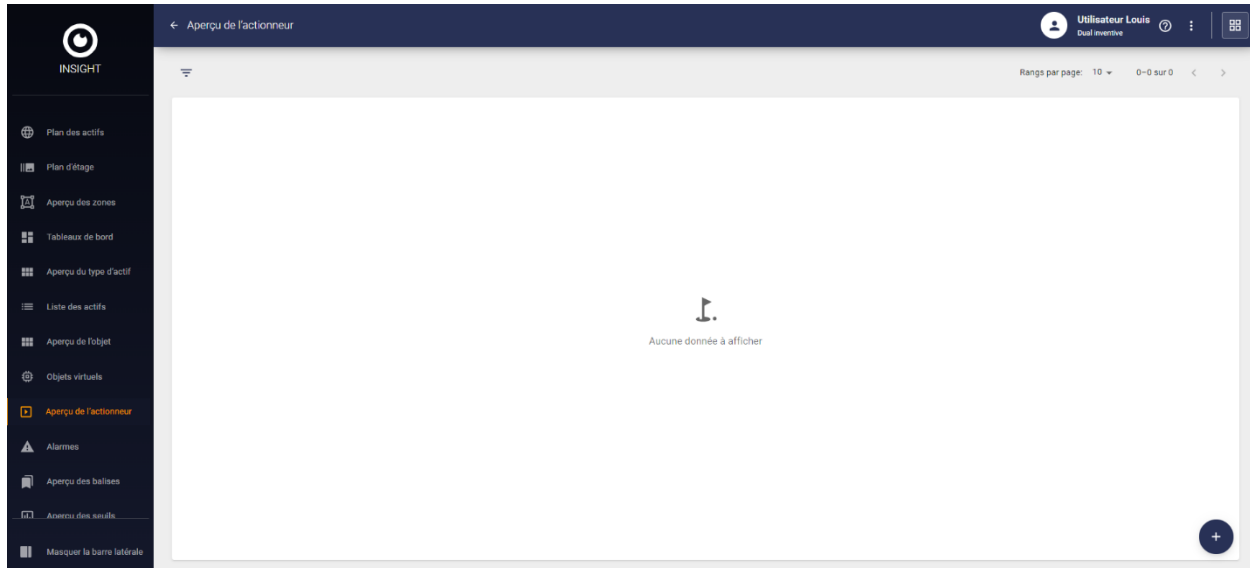 INSIGHT
Plan des actifs
Plan d'étage
Aperçu des zones
Tableaux de bord
Aperçu du type d'actif
Liste des actifs
Aperçu de l'objet
Objets virtuels
Aperçu de l'actionneur
Alarmes
Aperçu des balises
Aperçu des seuils
Masquer la barre latérale
Aperçu de l'actionneur
Utilisateur Louis
Dual inventive
Rangs par page: 10
0–0 sur 0
Aucune donnée à afficher